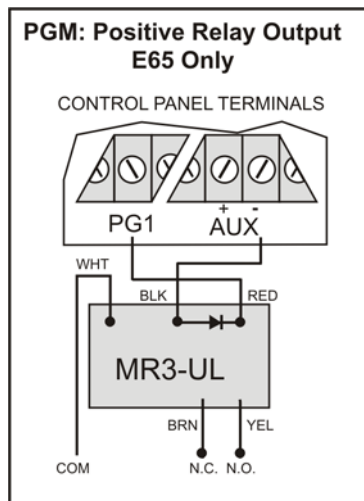 PGM: Positive Relay Output
E65 Only
CONTROL PANEL TERMINALS
+ -
PG1 AUX
WHT
BLK RED
MR3-UL
BRN YEL
COM N.C. N.O.